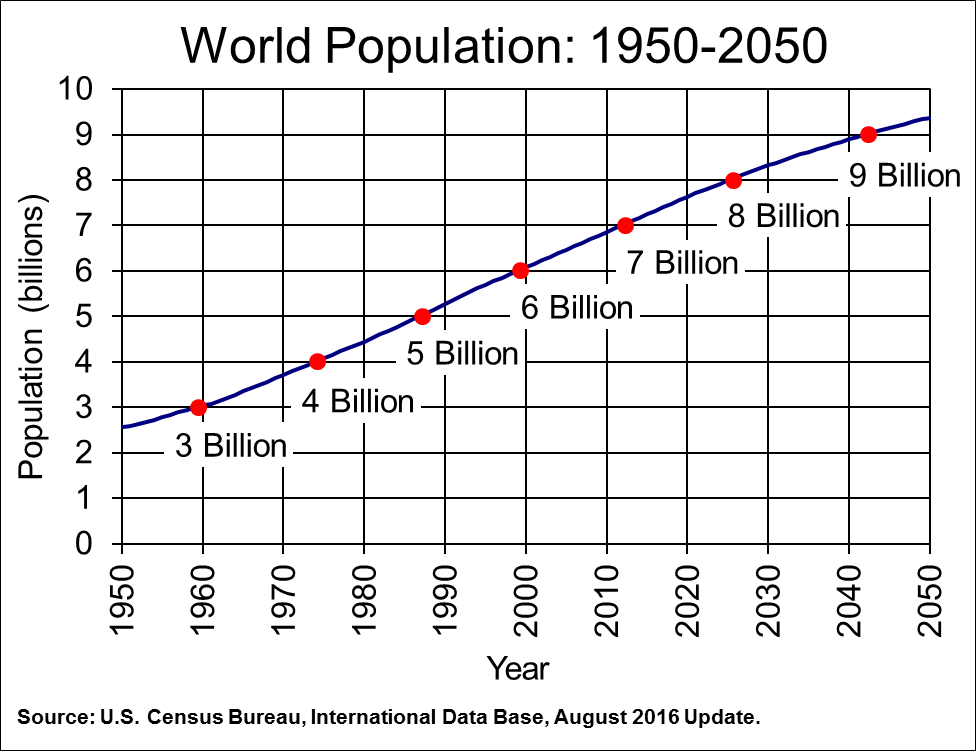 World Population: 1950-2050
10
9
8
7
6
5
4
3
2
1
0
Population (billions)
9 Billion
8 Billion
7 Billion
6 Billion
5 Billion
4 Billion
3 Billion
1950 1960 1970 1980 1990 2000 2010 2020 2030 2040 2050
Year
Source: U.S. Census Bureau, International Data Base, August 2016 Update.